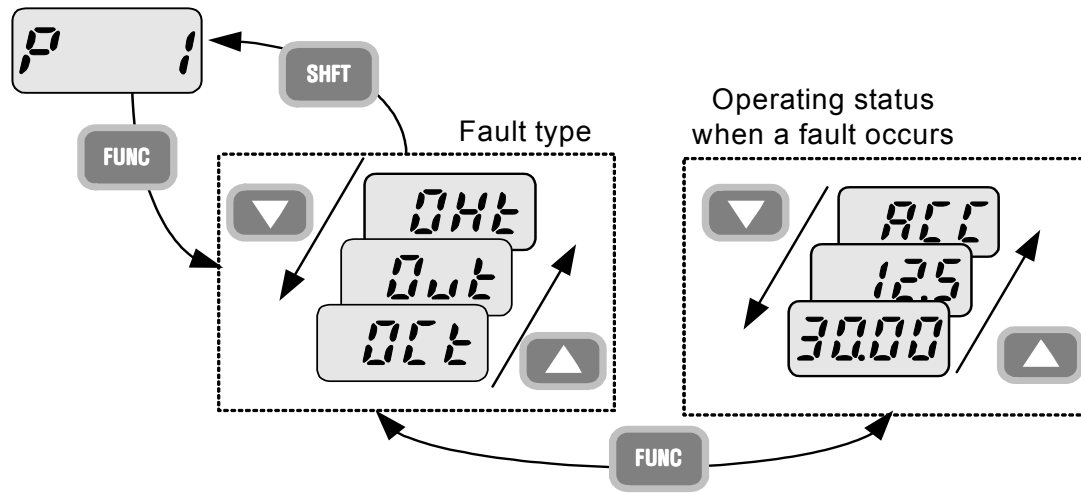 P 1
SHFT
FUNC
Fault type
OHt
Out
OCt
Operating status
when a fault occurs
ACC
12.5
30.00
FUNC